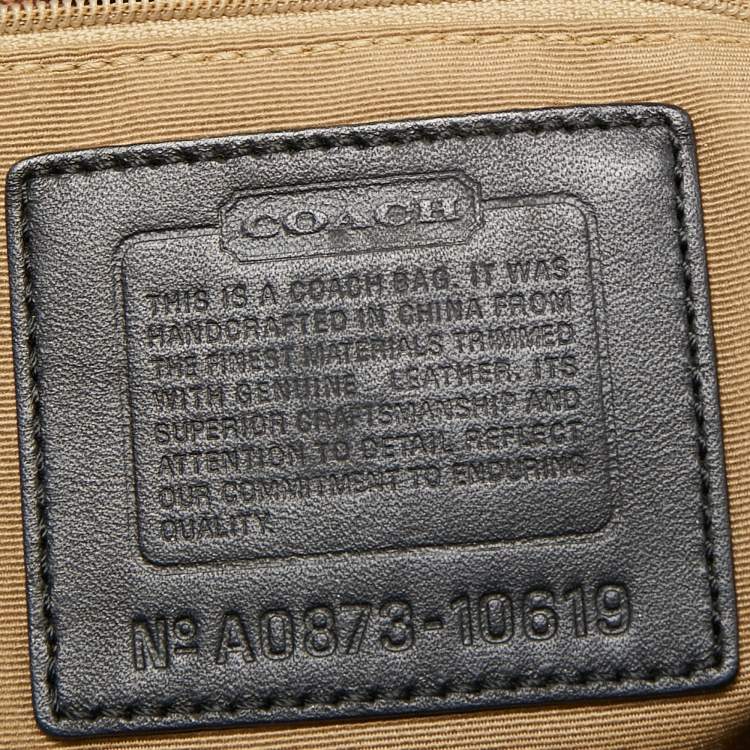 COACH
THIS IS A COACH BAG. IT WAS
HANDCRAFTED IN CHINA FROM
THE FINEST MATERIALS TRIMMED
WITH GENUINE LEATHER. ITS
SUPERIOR CRAFTSMANSHIP AND
ATTENTION TO DETAIL REFLECT
OUR COMMITMENT TO ENDURING
QUALITY.
Nº A0873-10619